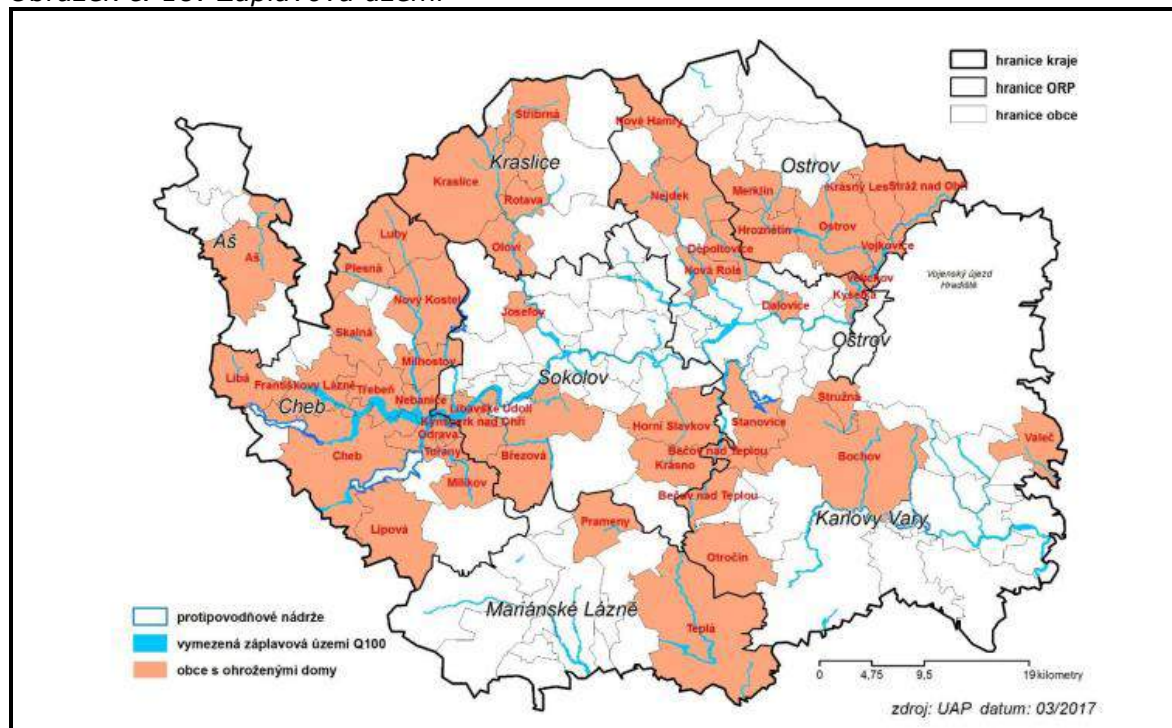 Obrázek č. 10: Záplavová území
hranice kraje
hranice ORP
hranice obce
Stříbrná
Nové Hamry
Kraslice
Ostrov
Kraslice
Nejdek
Merklín
Krásný Les
Stráž nad Ohří
Rotava
Aš
Luby
Hroznětín
Ostrov
Aš
Oloví
Děpoltovice
Vojkovice
Plesná
Nová Role
Velichov
Vojenský újezd
Hradiště
Nový Kostel
Josefov
Dalovice
Kyselka
Skalná
Ostrov
Milhostov
Libá
Františkovy Lázně
Třebeň
Sokolov
Nebanice
Cheb
Libavské Údolí
Stružná
Kynšperk nad Ohří
Horní Slavkov
Stanovice
Odrava
Valeč
Cheb
Tuřany
Březová
Bečov nad Teplou
Bochov
Krásno
Milíkov
Bečov nad Teplou
Lipová
Prameny
Karlovy Vary
Otročín
Mariánské Lázně
protipovodňové nádrže
Teplá
vymezená záplavová území Q100
obce s ohroženými domy
0 4,75 9,5 19 kilometry
zdroj: UAP datum: 03/2017